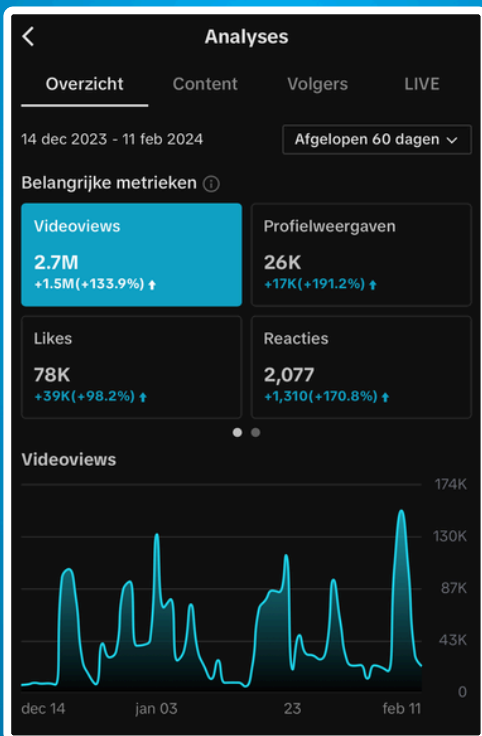 Analyses
Overzicht Content Volgers LIVE
14 dec 2023 - 11 feb 2024 Afgelopen 60 dagen
Belangrijke metrieken
Videoviews Profielweergaven
2.7M 26K
+1.5M(+133.9%) +17K(+191.2%)
Likes Reacties
78K 2,077
+39K(+98.2%) +1,310(+170.8%)
Videoviews
174K
130K
87K
43K
0
dec 14 jan 03 23 feb 11